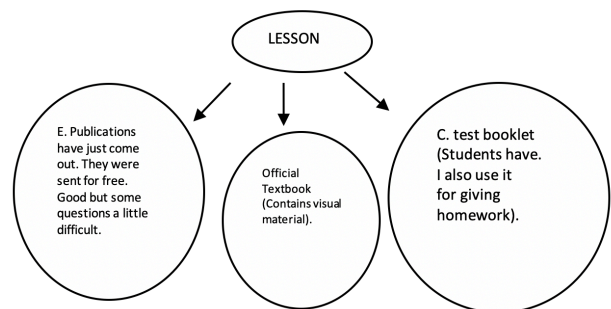 LESSON
E. Publications
have just come
out. They were
sent for free.
Good but some
questions a little
difficult.
Official
Textbook
(Contains visual
material).
C. test booklet
(Students have.
I also use it
for giving
homework).